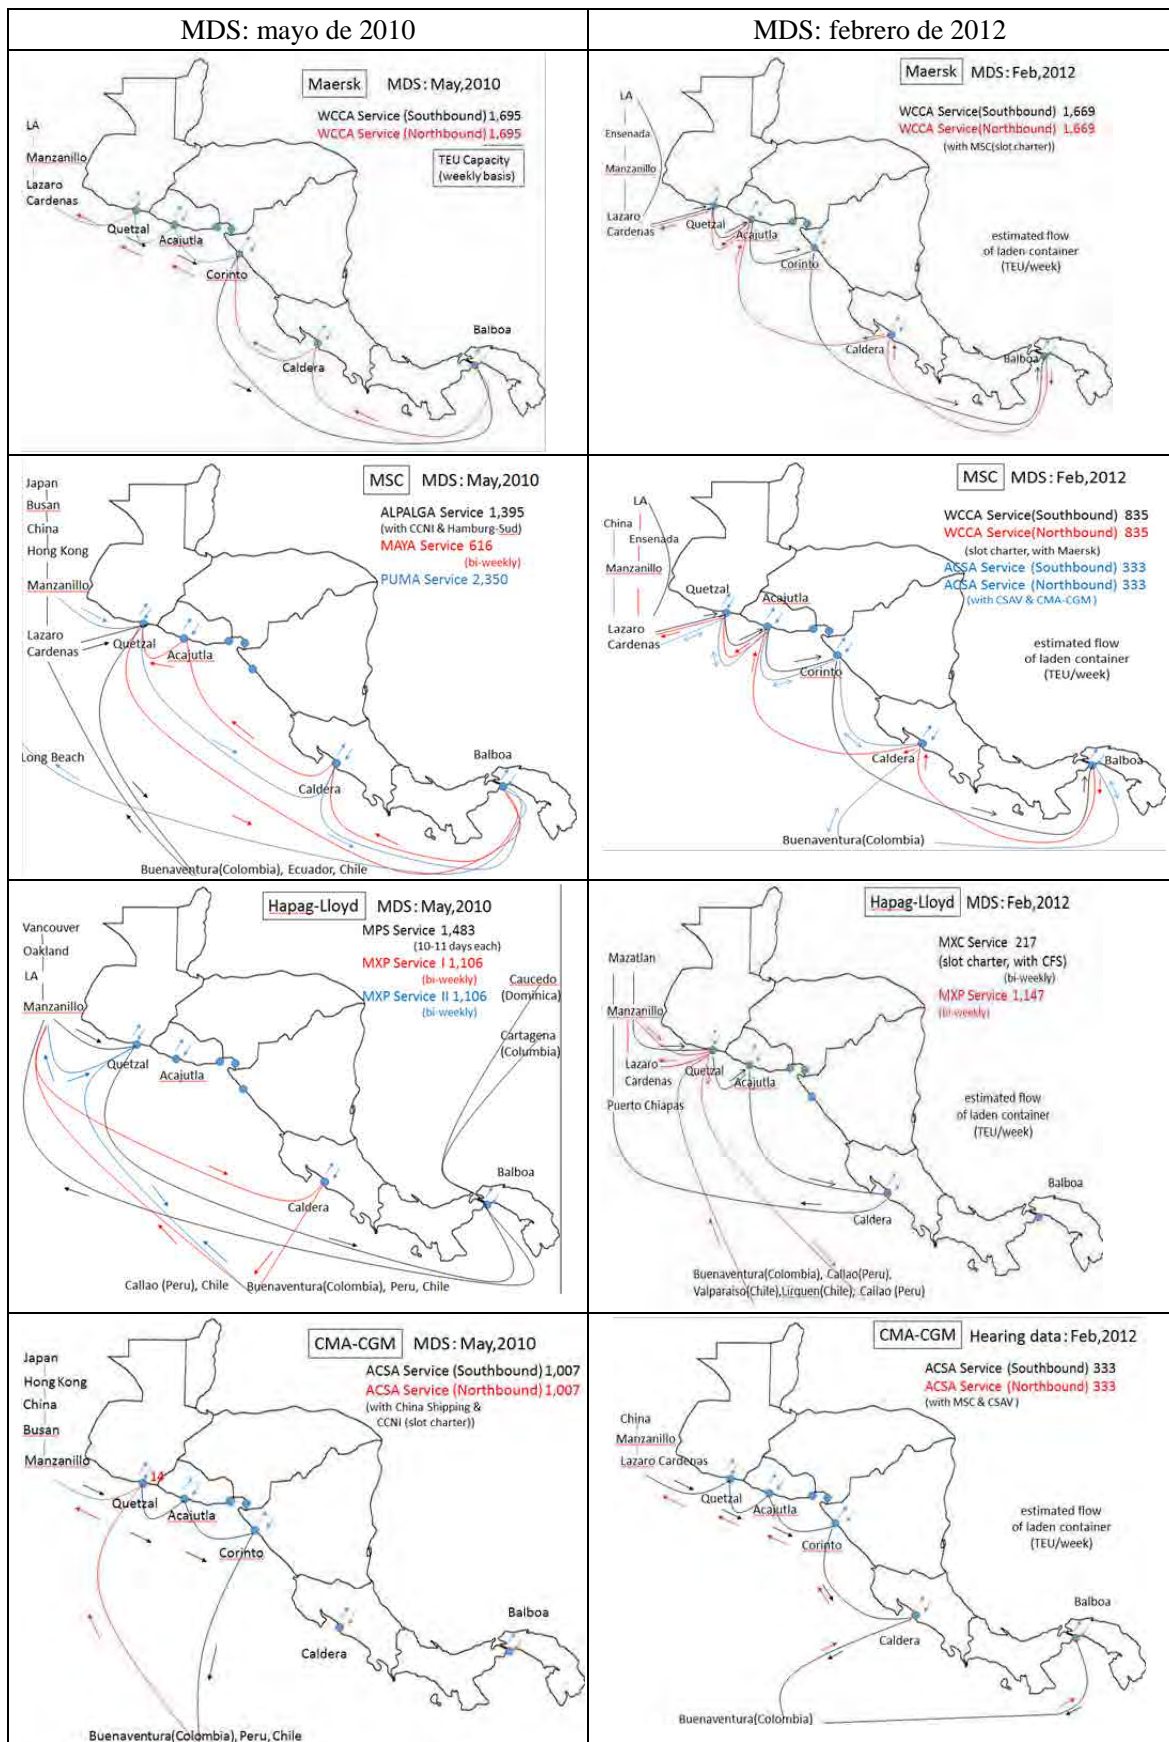 MDS: mayo de 2010
MDS: febrero de 2012
Maersk MDS: May,2010
WCCA Service (Southbound) 1,695
WCCA Service (Northbound) 1,695
TEU Capacity
(weekly basis)
LA
Manzanillo
Lazaro
Cardenas
Quetzal
Acajutla
Corinto
Caldera
Balboa
Maersk MDS: Feb,2012
WCCA Service(Southbound) 1,669
WCCA Service(Northbound) 1,669
(with MSC(slot charter))
LA
Ensenada
Manzanillo
Lazaro
Cardenas
Quetzal
Acajutla
Corinto
estimated flow
of laden container
(TEU/week)
Caldera
Balboa
MSC MDS: May,2010
ALPALGA Service 1,395
(with CCNI & Hamburg-Sud)
MAYA Service 616
(bi-weekly)
PUMA Service 2,350
Japan
Busan
China
Hong Kong
Manzanillo
Lazaro
Cardenas
Quetzal
Acajutla
Long Beach
Caldera
Balboa
Buenaventura(Colombia), Ecuador, Chile
MSC MDS: Feb,2012
WCCA Service(Southbound) 835
WCCA Service(Northbound) 835
(slot charter, with Maersk)
ACSA Service (Southbound) 333
ACSA Service (Northbound) 333
(with CSAV & CMA-CGM )
LA
China
Ensenada
Manzanillo
Lazaro
Cardenas
Quetzal
Acajutla
Corinto
estimated flow
of laden container
(TEU/week)
Caldera
Balboa
Buenaventura(Colombia)
Hapag-Lloyd MDS: May,2010
MPS Service 1,483
(10-11 days each)
MXP Service I 1,106
(bi-weekly)
MXP Service II 1,106
(bi-weekly)
Vancouver
Oakland
LA
Manzanillo
Caucedo
(Dominica)
Cartagena
(Columbia)
Quetzal
Acajutla
Caldera
Balboa
Callao (Peru), Chile
Buenaventura(Colombia), Peru, Chile
Hapag-Lloyd MDS: Feb,2012
MXC Service 217
(slot charter, with CFS)
(bi-weekly)
MXP Service 1,147
(bi-weekly)
Mazatlan
Manzanillo
Lazaro
Cardenas
Puerto Chiapas
Quetzal
Acajutla
estimated flow
of laden container
(TEU/week)
Caldera
Balboa
Buenaventura(Colombia), Callao(Peru),
Valparaiso(Chile),Lirquen(Chile), Callao (Peru)
CMA-CGM MDS: May,2010
ACSA Service (Southbound) 1,007
ACSA Service (Northbound) 1,007
(with China Shipping &
CCNI (slot charter))
Japan
Hong Kong
China
Busan
Manzanillo
14
Quetzal
Acajutla
Corinto
Caldera
Balboa
Buenaventura(Colombia), Peru, Chile
CMA-CGM Hearing data: Feb,2012
ACSA Service (Southbound) 333
ACSA Service (Northbound) 333
(with MSC & CSAV )
China
Manzanillo
Lazaro Cardenas
Quetzal
Acajutla
Corinto
estimated flow
of laden container
(TEU/week)
Caldera
Balboa
Buenaventura(Colombia)